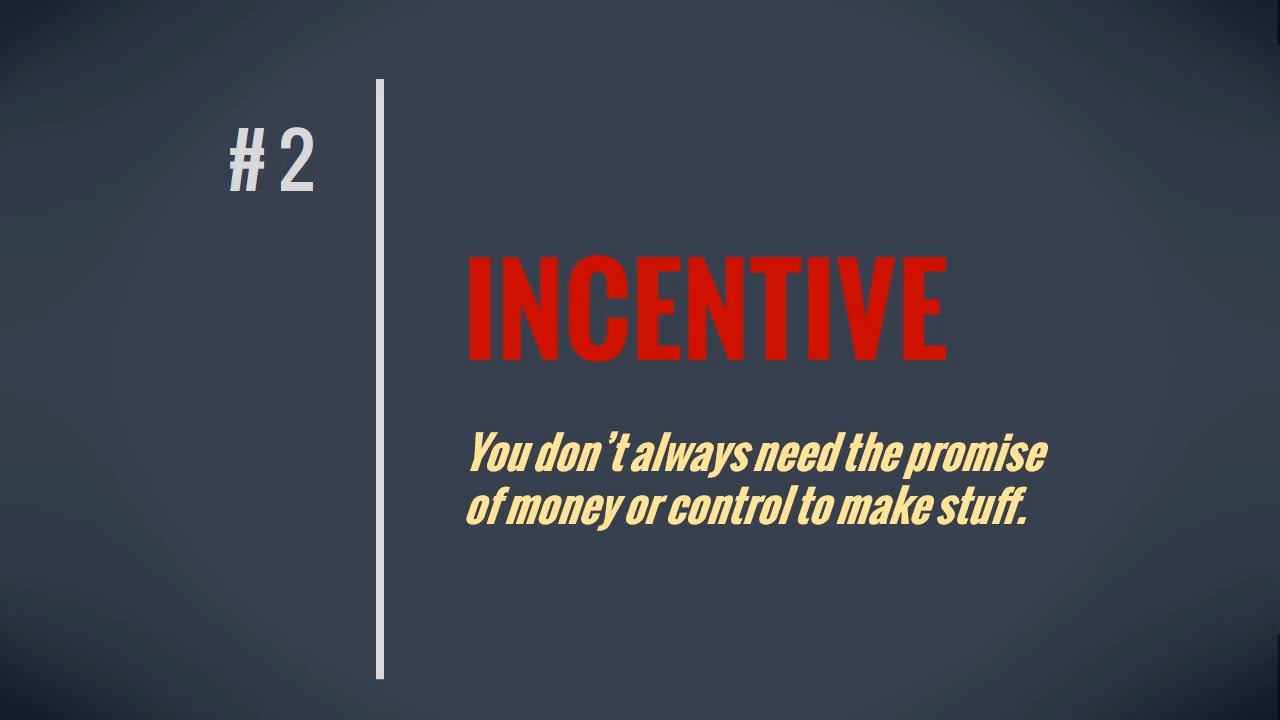 #2
INCENTIVE
You don’t always need the promise
of money or control to make stuff.